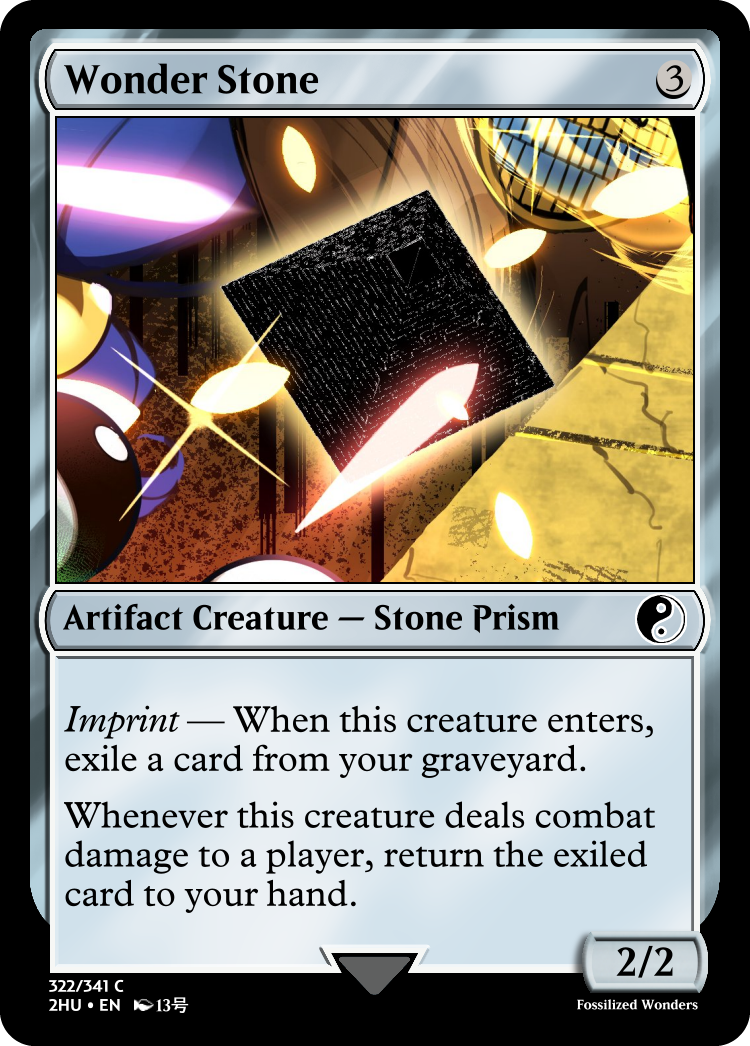 Wonder Stone
3
Artifact Creature — Stone Prism
Imprint — When this creature enters,
exile a card from your graveyard.
Whenever this creature deals combat
damage to a player, return the exiled
card to your hand.
2/2
322/341 C
2HU • EN 13号
Fossilized Wonders